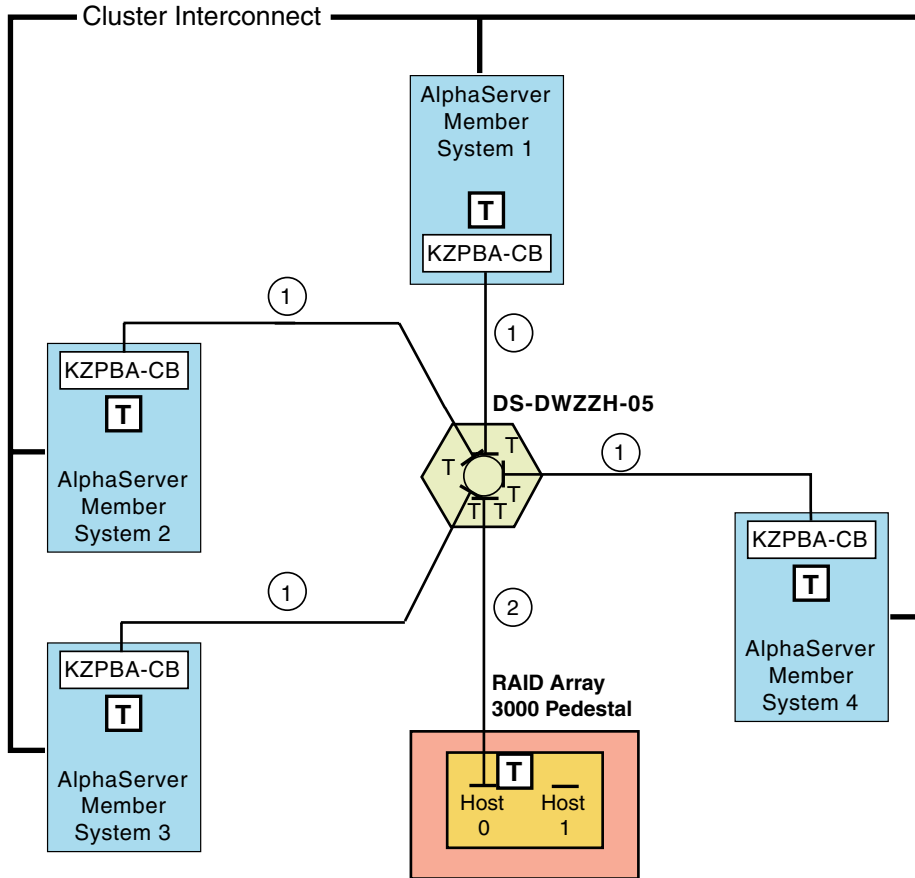 Cluster Interconnect
AlphaServer
Member
System 1
T
KZPBA-CB
1
1
KZPBA-CB
T
AlphaServer
Member
System 2
DS-DWZZH-05
T
T
T
T
T
1
KZPBA-CB
T
AlphaServer
Member
System 4
1
2
KZPBA-CB
T
AlphaServer
Member
System 3
RAID Array
3000 Pedestal
T
Host
0
Host
1